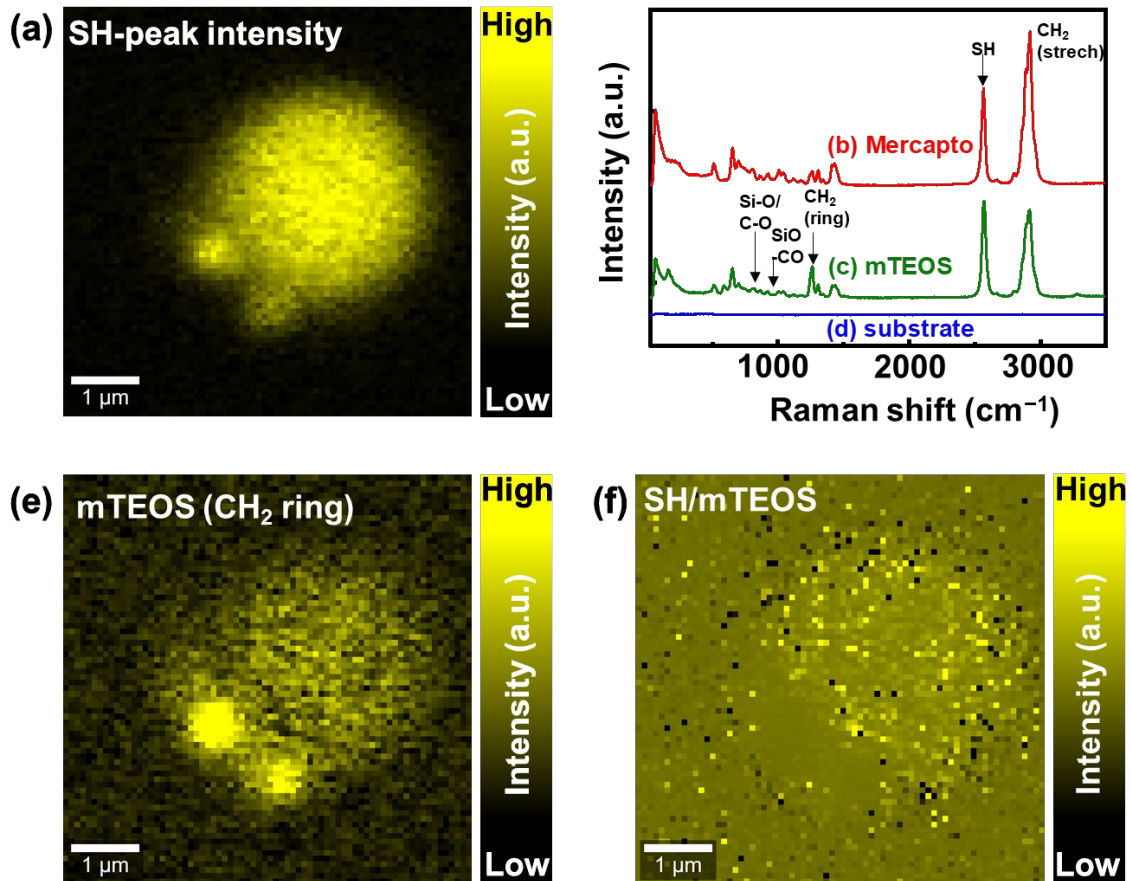 (a)
SH-peak intensity
High
Intensity (a.u.)
Low
1 µm
Intensity (a.u.)
SH
CH₂
(strech)
(b) Mercapto
Si-O/
C-O
SiO
-CO
CH₂
(ring)
(c) mTEOS
(d) substrate
1000
2000
3000
Raman shift (cm⁻¹)
(e)
mTEOS (CH₂ ring)
High
Intensity (a.u.)
Low
1 µm
(f)
SH/mTEOS
High
Intensity (a.u.)
Low
1 µm